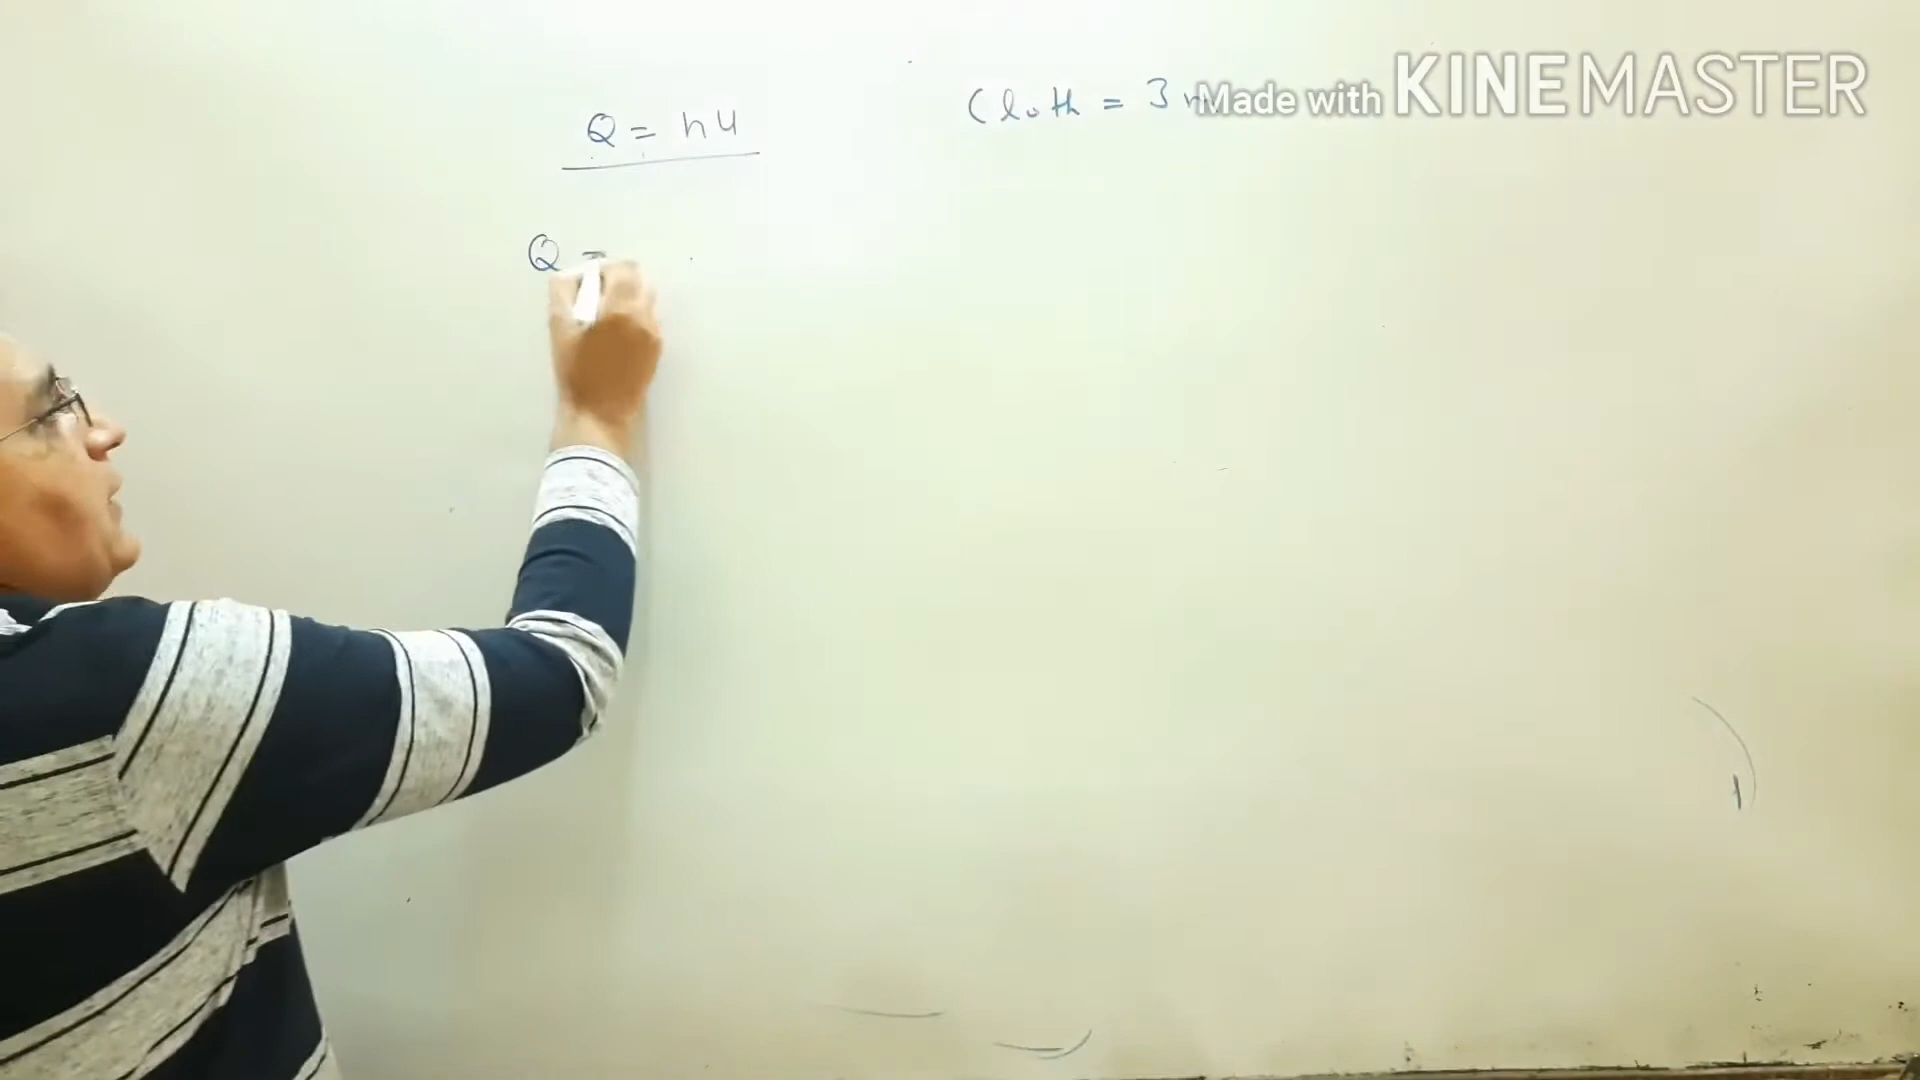 Q = nu
Cloth = 3 m
Made with KINEMASTER
Q =